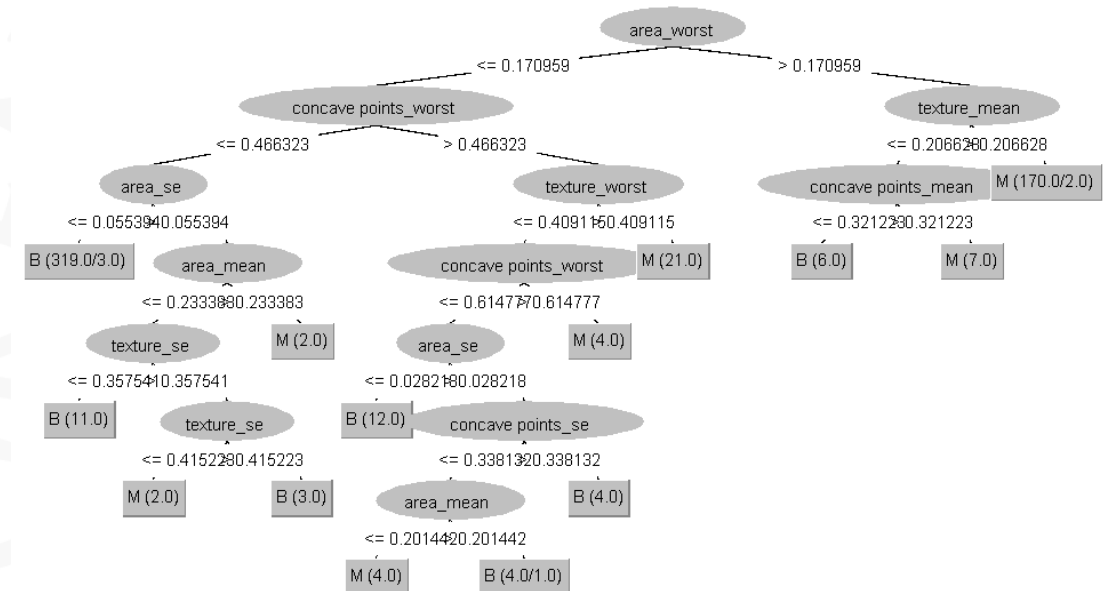 area_worst
<= 0.170959 > 0.170959
concave points_worst texture_mean
<= 0.466323 > 0.466323 <= 0.206628 > 0.206628
area_se texture_worst concave points_mean M (170.0/2.0)
<= 0.055394 > 0.055394 <= 0.409115 > 0.409115 <= 0.321223 > 0.321223
B (319.0/3.0) area_mean concave points_worst M (21.0) B (6.0) M (7.0)
<= 0.233383 > 0.233383 <= 0.614777 > 0.614777
texture_se M (2.0) area_se M (4.0)
<= 0.357541 > 0.357541 <= 0.028218 > 0.028218
B (11.0) texture_se B (12.0) concave points_se
<= 0.415223 > 0.415223 <= 0.338132 > 0.338132
M (2.0) B (3.0) area_mean B (4.0)
<= 0.201442 > 0.201442
M (4.0) B (4.0/1.0)